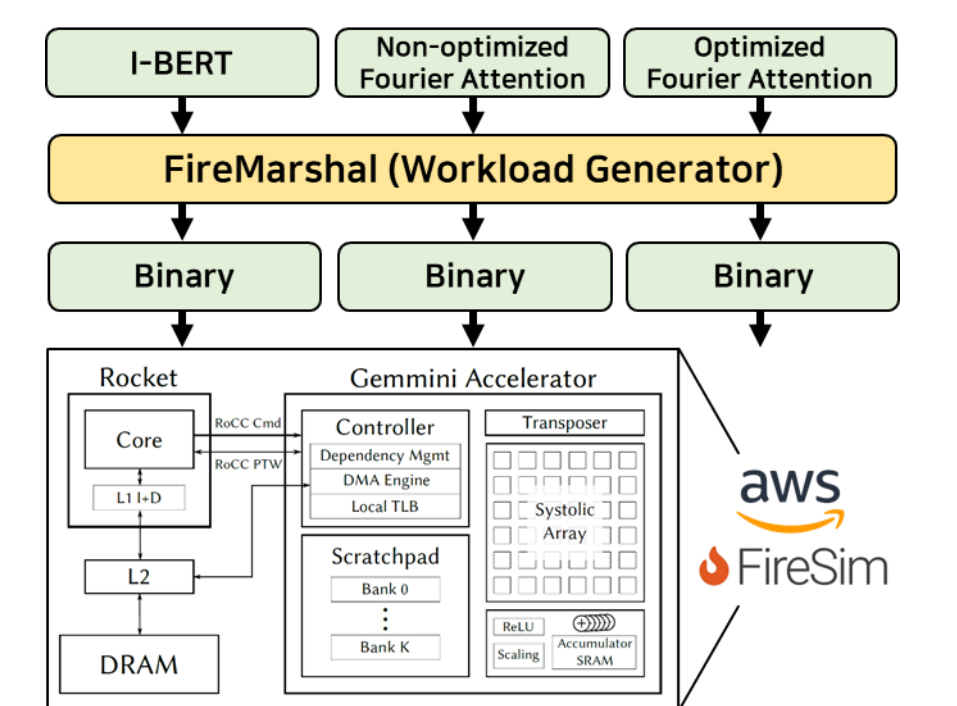 I-BERT
Non-optimized
Fourier Attention
Optimized
Fourier Attention
FireMarshal (Workload Generator)
Binary
Binary
Binary
Rocket
Core
L1 I+D
L2
DRAM
RoCC Cmd
RoCC PTW
Gemmini Accelerator
Controller
Dependency Mgmt
DMA Engine
Local TLB
Scratchpad
Bank 0
Bank K
Transposer
Systolic
Array
ReLU
Scaling
Accumulator
SRAM
aws
FireSim